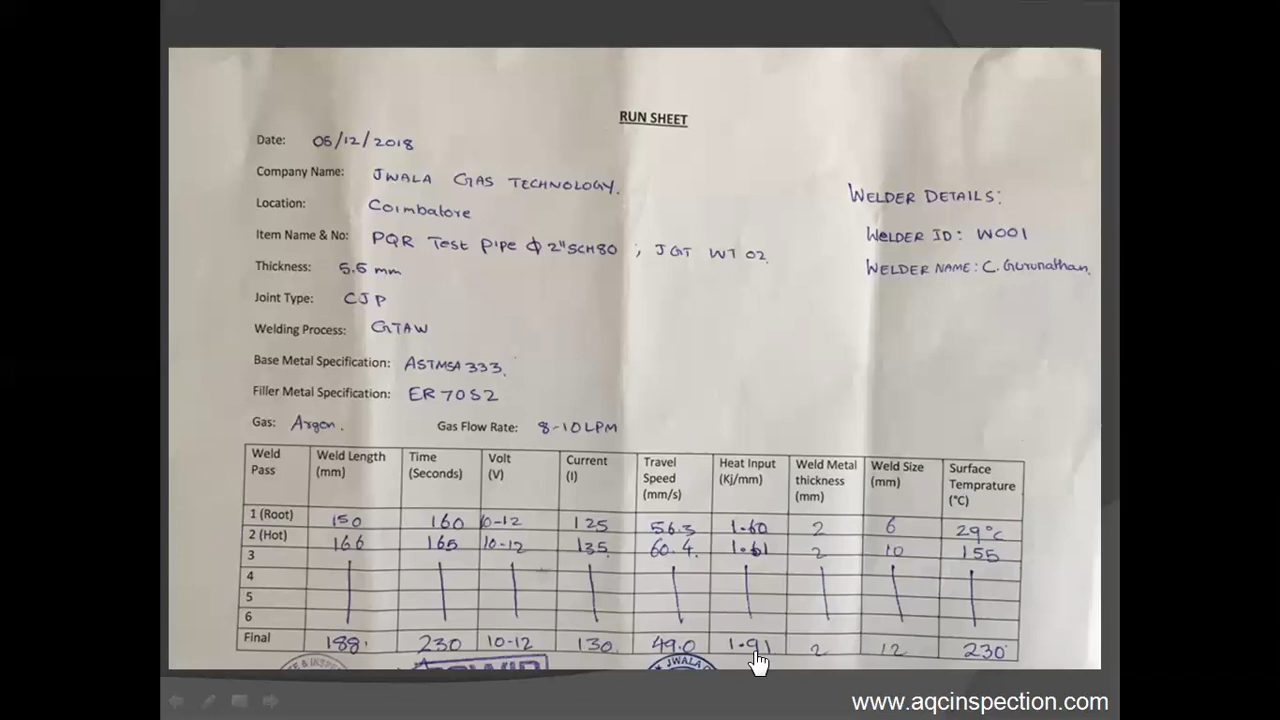 RUN SHEET
Date: 06/12/2018
Company Name: JWALA GAS TECHNOLOGY.
Location: Coimbatore
Item Name & No: PQR Test Pipe ϕ 2" SCH80 ; JGT WT 02
Thickness: 5.5 mm
Joint Type: CJP
Welding Process: GTAW
Base Metal Specification: ASTMSA 333.
Filler Metal Specification: ER 70S2
Gas: Argon. Gas Flow Rate: 8-10 LPM
WELDER DETAILS:
WELDER ID: W001
WELDER NAME: C. Gurunathan.
Weld Pass Weld Length (mm) Time (Seconds) Volt (V) Current (I) Travel Speed (mm/s) Heat Input (Kj/mm) Weld Metal thickness (mm) Weld Size (mm) Surface Temprature (°C)
1 (Root) 150 160 10-12 125 56.3 1.60 2 6 29°C
2 (Hot) 166 165 10-12 135 60.4 1.61 2 10 155
3
4
5
6
Final 188 230 10-12 130 49.0 1.91 2 12 230
JWALA
www.aqcinspection.com